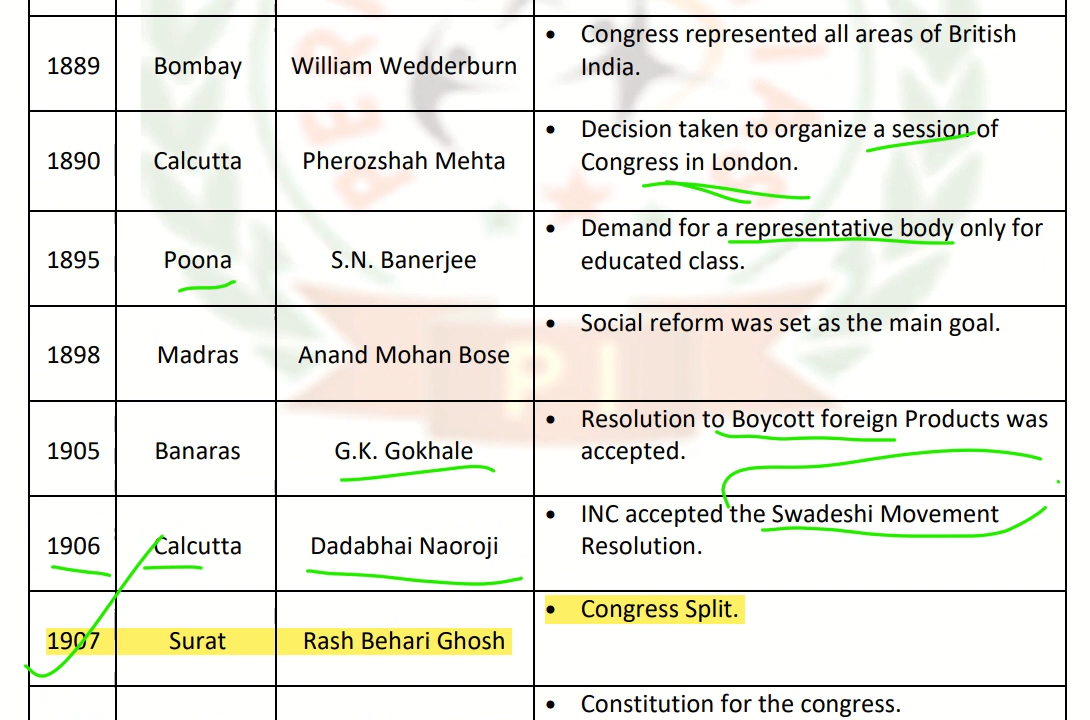 1889 Bombay William Wedderburn • Congress represented all areas of British
India.
1890 Calcutta Pherozshah Mehta • Decision taken to organize a session of
Congress in London.
1895 Poona S.N. Banerjee • Demand for a representative body only for
educated class.
1898 Madras Anand Mohan Bose • Social reform was set as the main goal.
1905 Banaras G.K. Gokhale • Resolution to Boycott foreign Products was
accepted.
1906 Calcutta Dadabhai Naoroji • INC accepted the Swadeshi Movement
Resolution.
1907 Surat Rash Behari Ghosh • Congress Split.
• Constitution for the congress.
PI